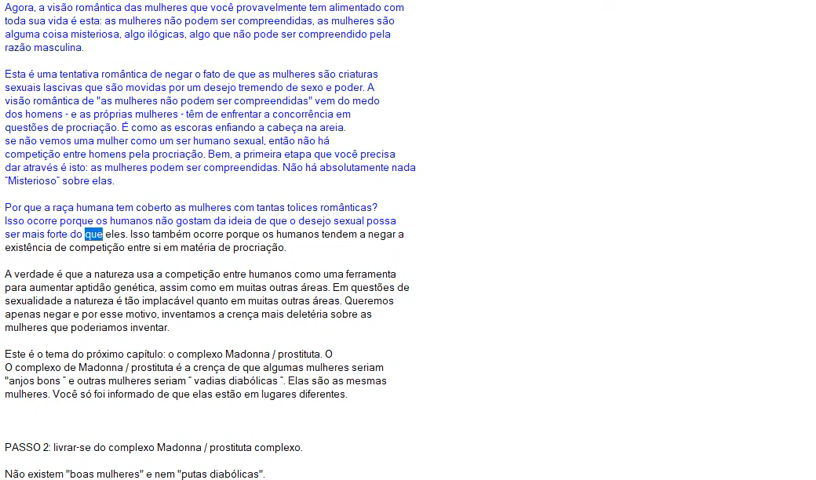 Agora, a visão romântica das mulheres que você provavelmente tem alimentado com
toda sua vida é esta: as mulheres não podem ser compreendidas, as mulheres são
alguma coisa misteriosa, algo ilógicas, algo que não pode ser compreendido pela
razão masculina.
Esta é uma tentativa romântica de negar o fato de que as mulheres são criaturas
sexuais lascivas que são movidas por um desejo tremendo de sexo e poder. A
visão romântica de "as mulheres não podem ser compreendidas" vem do medo
dos homens - e as próprias mulheres - têm de enfrentar a concorrência em
questões de procriação. É como as escoras enfiando a cabeça na areia.
se não vemos uma mulher como um ser humano sexual, então não há
competição entre homens pela procriação. Bem, a primeira etapa que você precisa
dar através é isto: as mulheres podem ser compreendidas. Não há absolutamente nada
˜Misterioso˜ sobre elas.
Por que a raça humana tem coberto as mulheres com tantas tolices românticas?
Isso ocorre porque os humanos não gostam da ideia de que o desejo sexual possa
ser mais forte do que eles. Isso também ocorre porque os humanos tendem a negar a
existência de competição entre si em matéria de procriação.
A verdade é que a natureza usa a competição entre humanos como uma ferramenta
para aumentar aptidão genética, assim como em muitas outras áreas. Em questões de
sexualidade a natureza é tão implacável quanto em muitas outras áreas. Queremos
apenas negar e por esse motivo, inventamos a crença mais deletéria sobre as
mulheres que poderiamos inventar.
Este é o tema do próximo capítulo: o complexo Madonna / prostituta. O
O complexo de Madonna / prostituta é a crença de que algumas mulheres seriam
"anjos bons ˜ e outras mulheres seriam ˜ vadias diabólicas ˜. Elas são as mesmas
mulheres. Você só foi informado de que elas estão em lugares diferentes.
PASSO 2: livrar-se do complexo Madonna / prostituta complexo.
Não existem "boas mulheres" e nem "putas diabólicas".